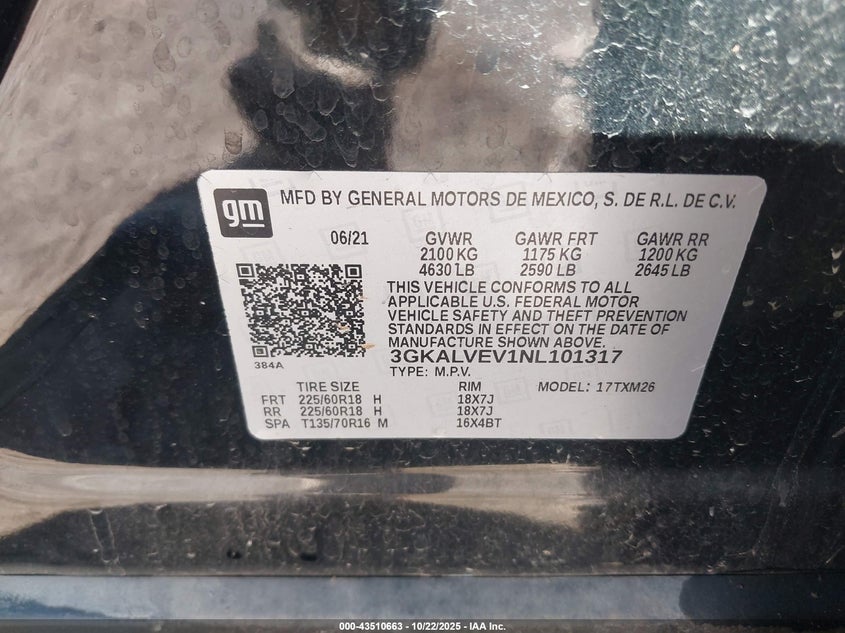 gm
MFD BY GENERAL MOTORS DE MEXICO, S. DE R.L. DE C.V.
06/21 GVWR GAWR FRT GAWR RR
2100 KG 1175 KG 1200 KG
4630 LB 2590 LB 2645 LB
THIS VEHICLE CONFORMS TO ALL
APPLICABLE U.S. FEDERAL MOTOR
VEHICLE SAFETY AND THEFT PREVENTION
STANDARDS IN EFFECT ON THE DATE OF
MANUFACTURE SHOWN ABOVE.
3GKALVEV1NL101317
384A
TYPE: M.P.V.
TIRE SIZE RIM MODEL: 17TXM26
FRT 225/60R18 H 18X7J
RR 225/60R18 H 18X7J
SPA T135/70R16 M 16X4BT
000-43510663 - 10/22/2025 - IAA Inc.